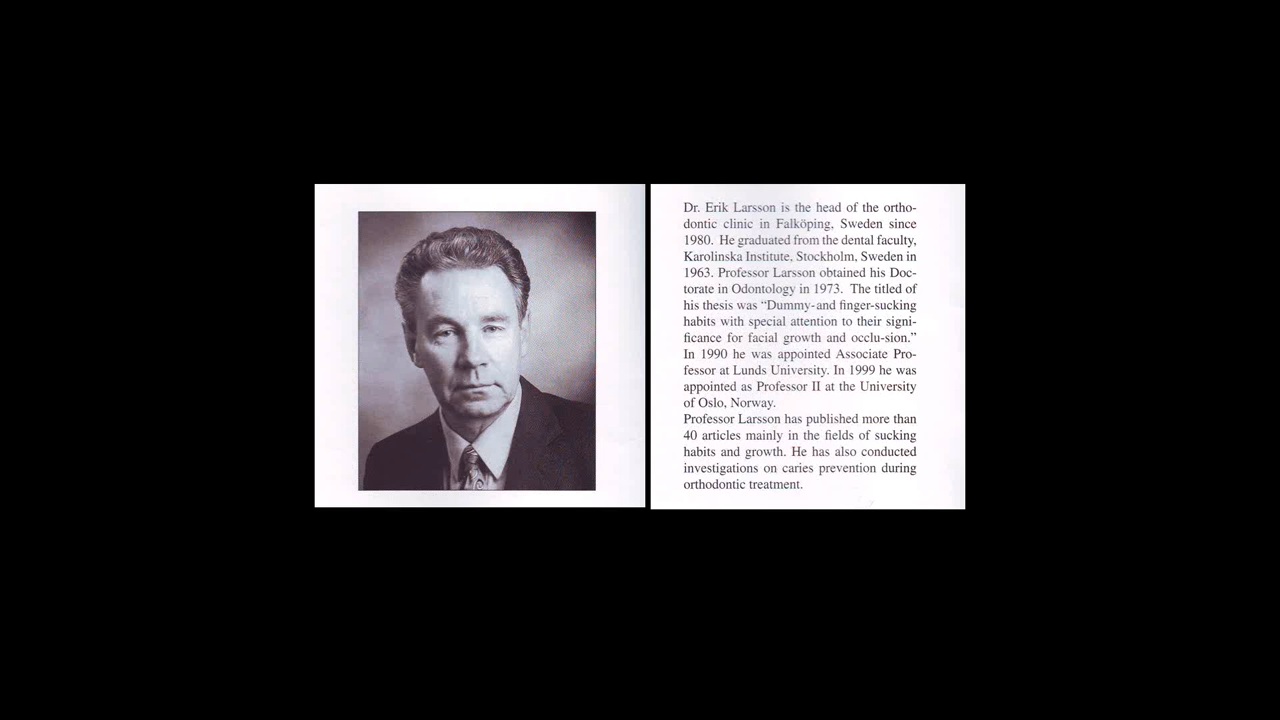 Dr. Erik Larsson is the head of the ortho-
dontic clinic in Falköping, Sweden since
1980. He graduated from the dental faculty,
Karolinska Institute, Stockholm, Sweden in
1963. Professor Larsson obtained his Doc-
torate in Odontology in 1973. The titled of
his thesis was “Dummy-and finger-sucking
habits with special attention to their signi-
ficance for facial growth and occlu-sion.”
In 1990 he was appointed Associate Pro-
fessor at Lunds University. In 1999 he was
appointed as Professor II at the University
of Oslo, Norway.
Professor Larsson has published more than
40 articles mainly in the fields of sucking
habits and growth. He has also conducted
investigations on caries prevention during
orthodontic treatment.